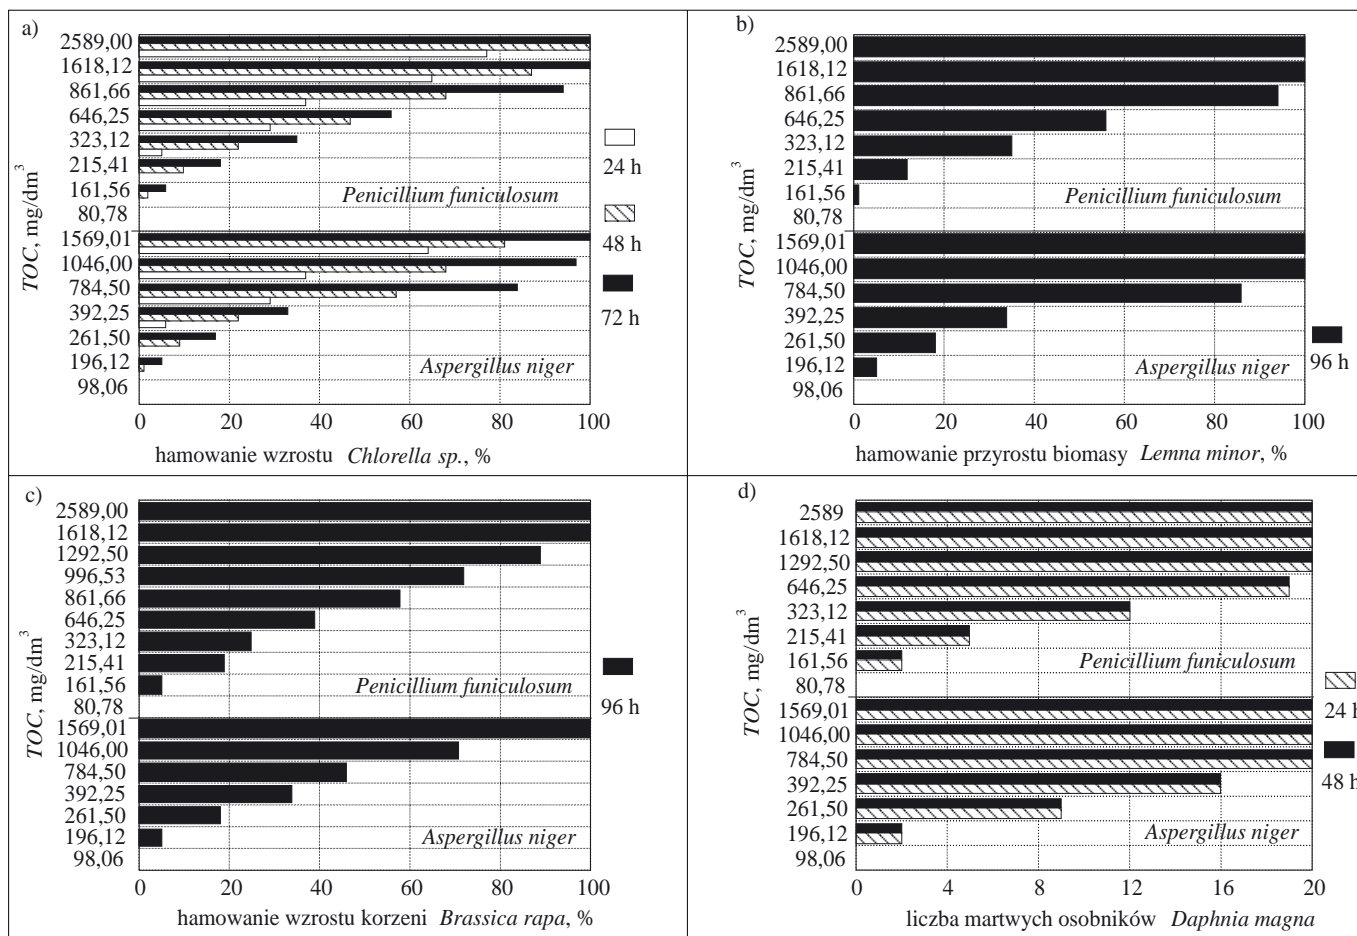 a)
2589,00
1618,12
861,66
646,25
323,12
215,41
161,56
80,78
1569,01
1046,00
784,50
392,25
261,50
196,12
98,06
TOC, mg/dm³
Penicillium funiculosum
Aspergillus niger
0 20 40 60 80 100
hamowanie wzrostu Chlorella sp., %
24 h
48 h
72 h
b)
2589,00
1618,12
861,66
646,25
323,12
215,41
161,56
80,78
1569,01
1046,00
784,50
392,25
261,50
196,12
98,06
TOC, mg/dm³
Penicillium funiculosum
Aspergillus niger
0 20 40 60 80 100
hamowanie przyrostu biomasy Lemna minor, %
96 h
c)
2589,00
1618,12
1292,50
996,53
861,66
646,25
323,12
215,41
161,56
80,78
1569,01
1046,00
784,50
392,25
261,50
196,12
98,06
TOC, mg/dm³
Penicillium funiculosum
Aspergillus niger
0 20 40 60 80 100
hamowanie wzrostu korzeni Brassica rapa, %
96 h
d)
2589
1618,12
1292,50
646,25
323,12
215,41
161,56
80,78
1569,01
1046,00
784,50
392,25
261,50
196,12
98,06
TOC, mg/dm³
Penicillium funiculosum
Aspergillus niger
0 4 8 12 16 20
liczba martwych osobników Daphnia magna
24 h
48 h